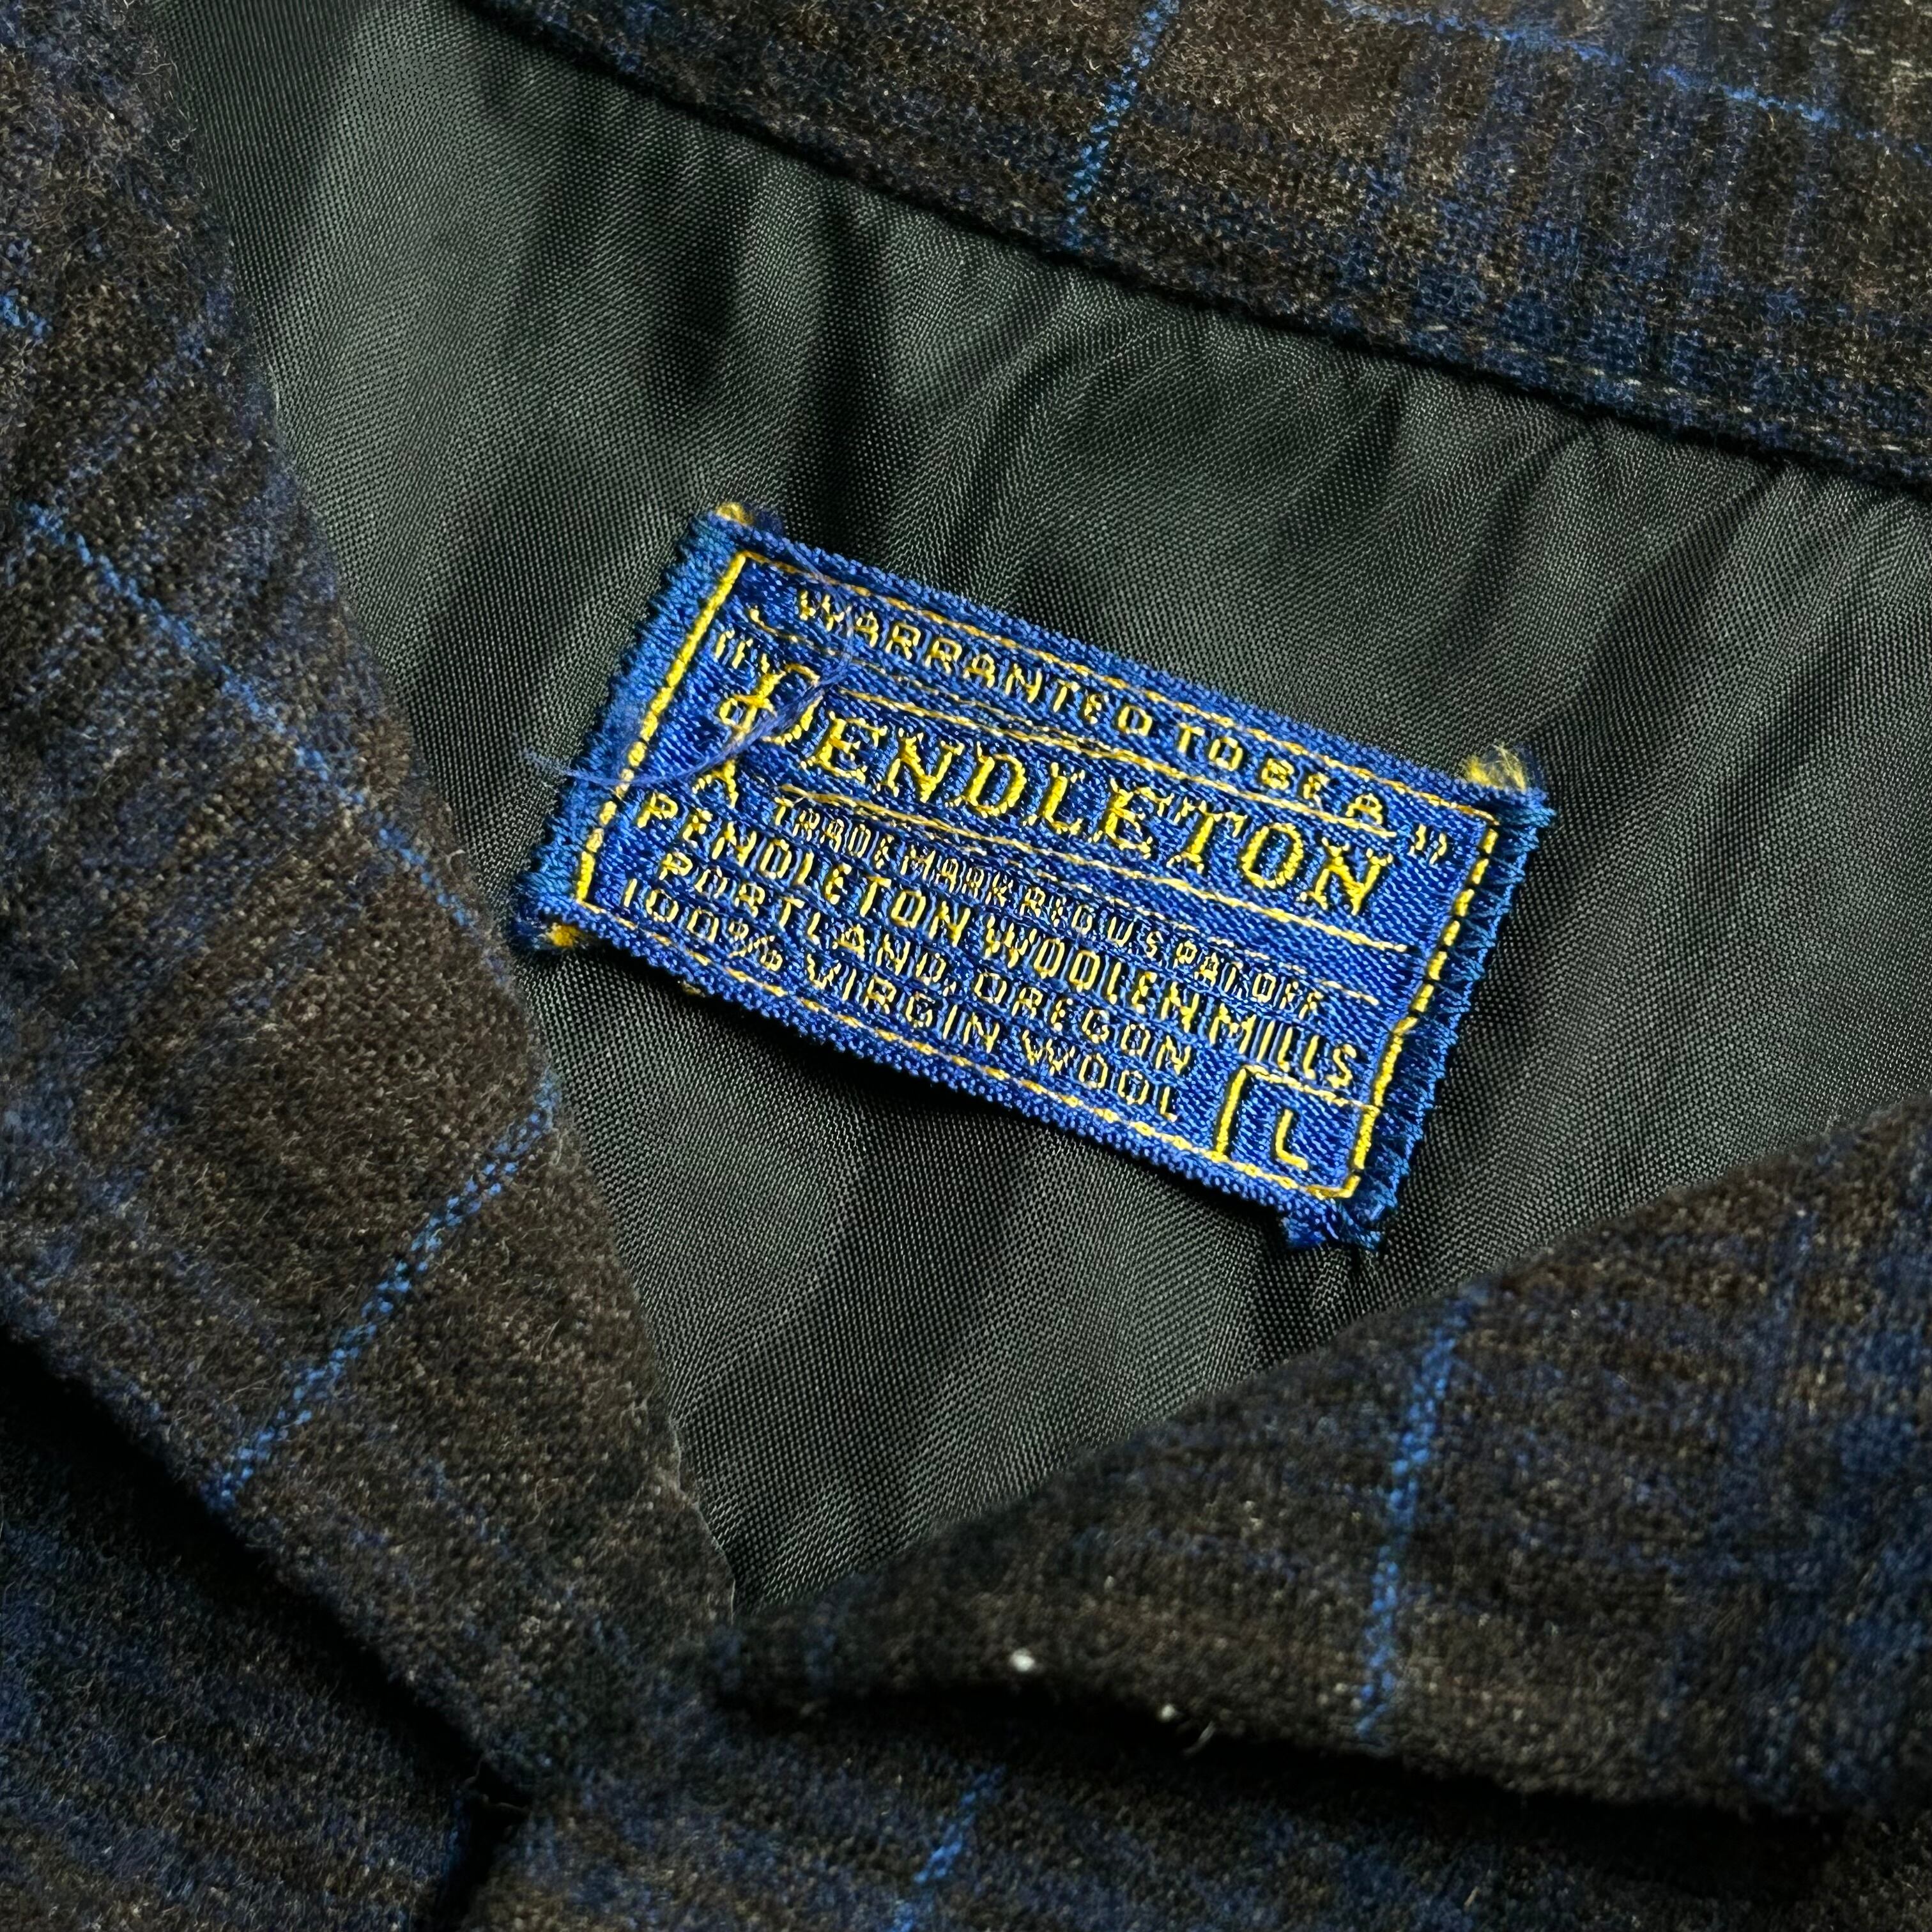 WARRANTED TO BE A
"PENDLETON"
TRADE MARK REG U.S. PAT. OFF.
PENDLETON WOOLEN MILLS
PORTLAND, OREGON
100% VIRGIN WOOL
L